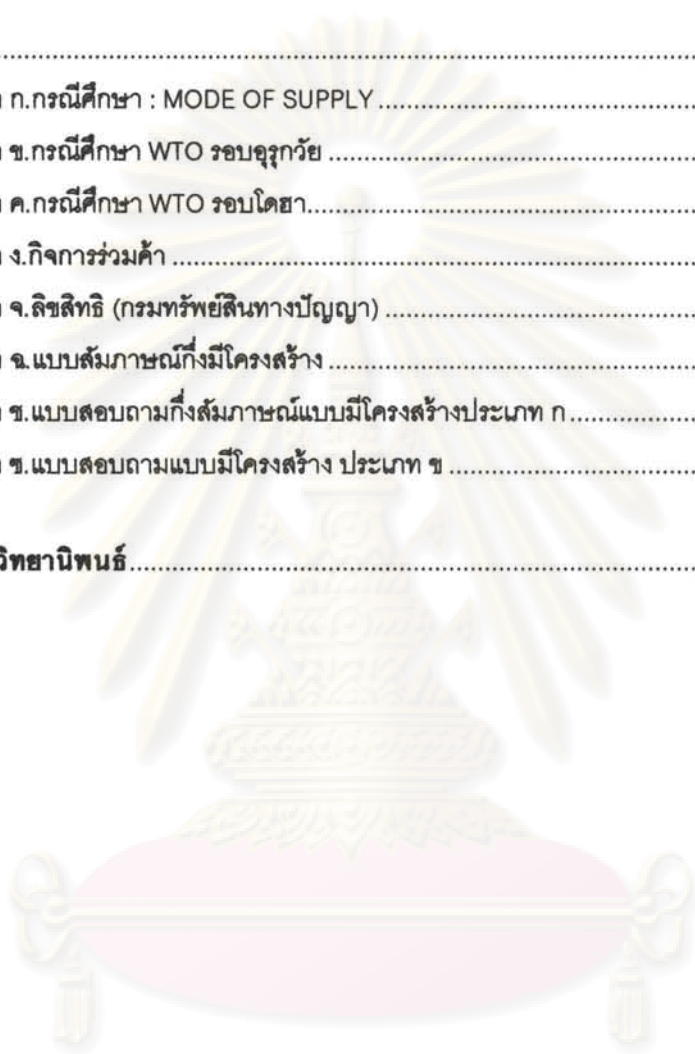 ............................................................
ก.กรณีศึกษา : MODE OF SUPPLY............................................
ข.กรณีศึกษา WTO รอบอุรุกวัย............................................
ค.กรณีศึกษา WTO รอบโดฮา............................................
ง.กิจการร่วมค้า............................................
จ.ลิขสิทธิ (กรมทรัพย์สินทางปัญญา)............................................
ฉ.แบบสัมภาษณ์กึ่งมีโครงสร้าง............................................
ช.แบบสอบถามกึ่งสัมภาษณ์แบบมีโครงสร้างประเภท ก....................
ซ.แบบสอบถามแบบมีโครงสร้าง ประเภท ข............................
วิทยานิพนธ์............................................................